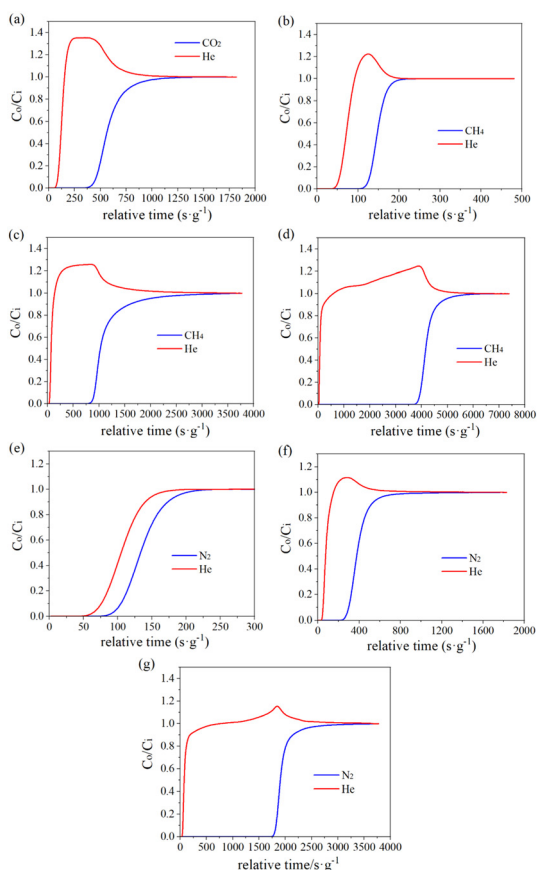 (a)
C₀/Cᵢ
1.4
1.2
1.0
0.8
0.6
0.4
0.2
0.0
CO₂
He
0 250 500 750 1000 1250 1500 1750 2000
relative time (s·g⁻¹)
(b)
C₀/Cᵢ
1.4
1.2
1.0
0.8
0.6
0.4
0.2
0.0
CH₄
He
0 100 200 300 400 500
relative time (s·g⁻¹)
(c)
C₀/Cᵢ
1.4
1.2
1.0
0.8
0.6
0.4
0.2
0.0
CH₄
He
0 500 1000 1500 2000 2500 3000 3500 4000
relative time (s·g⁻¹)
(d)
C₀/Cᵢ
1.4
1.2
1.0
0.8
0.6
0.4
0.2
0.0
CH₄
He
0 1000 2000 3000 4000 5000 6000 7000 8000
relative time (s·g⁻¹)
(e)
C₀/Cᵢ
1.2
1.0
0.8
0.6
0.4
0.2
0.0
N₂
He
0 50 100 150 200 250 300
relative time (s·g⁻¹)
(f)
C₀/Cᵢ
1.2
1.0
0.8
0.6
0.4
0.2
0.0
N₂
He
0 400 800 1200 1600 2000
relative time (s·g⁻¹)
(g)
C₀/Cᵢ
1.4
1.2
1.0
0.8
0.6
0.4
0.2
0.0
N₂
He
0 500 1000 1500 2000 2500 3000 3500 4000
relative time/s·g⁻¹